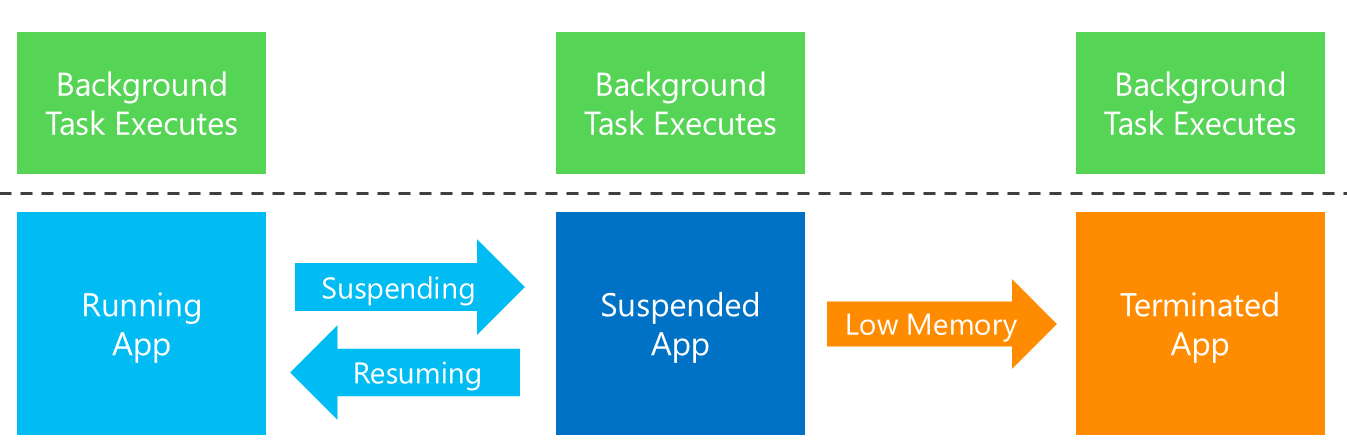 Background
Task Executes
Background
Task Executes
Background
Task Executes
Running
App
Suspending
Resuming
Suspended
App
Low Memory
Terminated
App